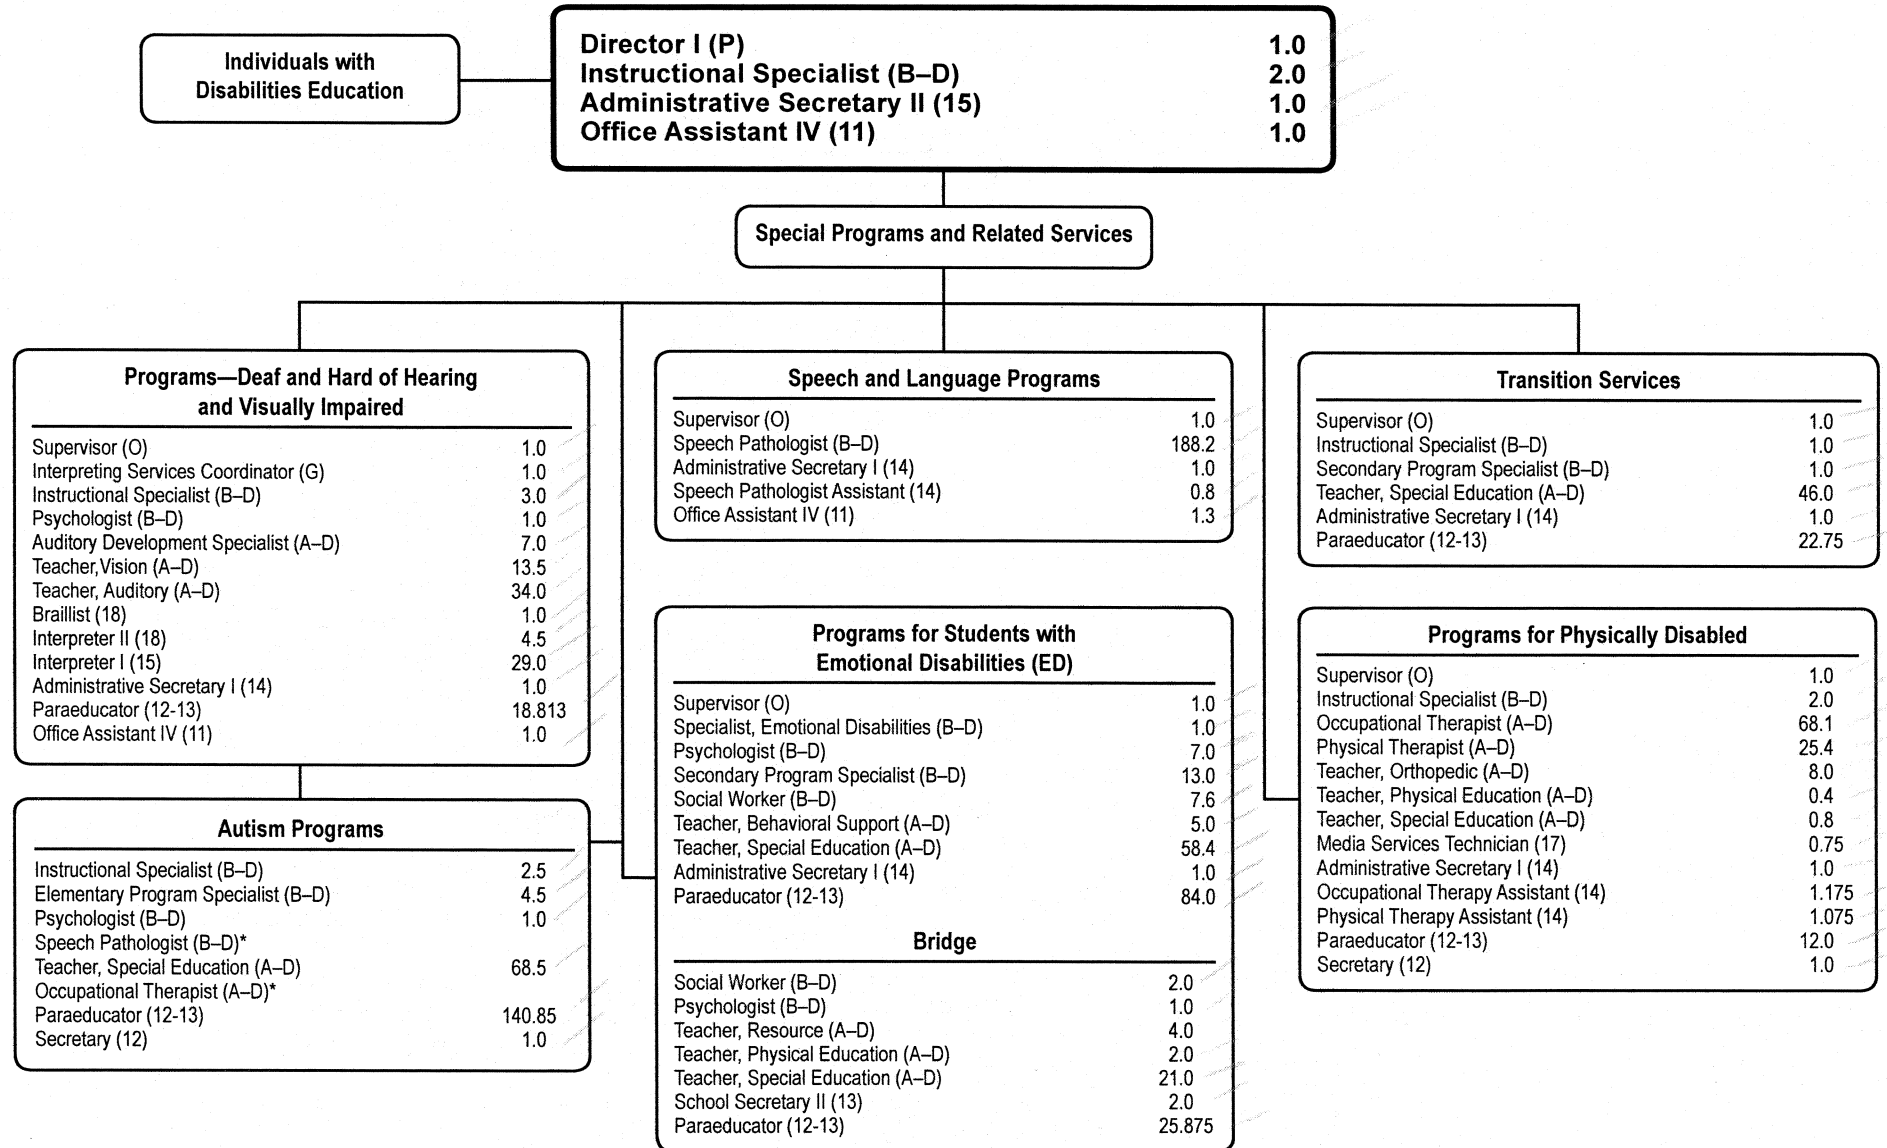 Individuals with
Disabilities Education
Director I (P) 1.0
Instructional Specialist (B–D) 2.0
Administrative Secretary II (15) 1.0
Office Assistant IV (11) 1.0
Special Programs and Related Services
Programs—Deaf and Hard of Hearing
and Visually Impaired
Supervisor (O) 1.0
Interpreting Services Coordinator (G) 1.0
Instructional Specialist (B–D) 3.0
Psychologist (B–D) 1.0
Auditory Development Specialist (A–D) 7.0
Teacher,Vision (A–D) 13.5
Teacher, Auditory (A–D) 34.0
Braillist (18) 1.0
Interpreter II (18) 4.5
Interpreter I (15) 29.0
Administrative Secretary I (14) 1.0
Paraeducator (12-13) 18.813
Office Assistant IV (11) 1.0
Autism Programs
Instructional Specialist (B–D) 2.5
Elementary Program Specialist (B–D) 4.5
Psychologist (B–D) 1.0
Speech Pathologist (B–D)*
Teacher, Special Education (A–D) 68.5
Occupational Therapist (A–D)*
Paraeducator (12-13) 140.85
Secretary (12) 1.0
Speech and Language Programs
Supervisor (O) 1.0
Speech Pathologist (B–D) 188.2
Administrative Secretary I (14) 1.0
Speech Pathologist Assistant (14) 0.8
Office Assistant IV (11) 1.3
Programs for Students with
Emotional Disabilities (ED)
Supervisor (O) 1.0
Specialist, Emotional Disabilities (B–D) 1.0
Psychologist (B–D) 7.0
Secondary Program Specialist (B–D) 13.0
Social Worker (B–D) 7.6
Teacher, Behavioral Support (A–D) 5.0
Teacher, Special Education (A–D) 58.4
Administrative Secretary I (14) 1.0
Paraeducator (12-13) 84.0
Bridge
Social Worker (B–D) 2.0
Psychologist (B–D) 1.0
Teacher, Resource (A–D) 4.0
Teacher, Physical Education (A–D) 2.0
Teacher, Special Education (A–D) 21.0
School Secretary II (13) 2.0
Paraeducator (12-13) 25.875
Transition Services
Supervisor (O) 1.0
Instructional Specialist (B–D) 1.0
Secondary Program Specialist (B–D) 1.0
Teacher, Special Education (A–D) 46.0
Administrative Secretary I (14) 1.0
Paraeducator (12-13) 22.75
Programs for Physically Disabled
Supervisor (O) 1.0
Instructional Specialist (B–D) 2.0
Occupational Therapist (A–D) 68.1
Physical Therapist (A–D) 25.4
Teacher, Orthopedic (A–D) 8.0
Teacher, Physical Education (A–D) 0.4
Teacher, Special Education (A–D) 0.8
Media Services Technician (17) 0.75
Administrative Secretary I (14) 1.0
Occupational Therapy Assistant (14) 1.175
Physical Therapy Assistant (14) 1.075
Paraeducator (12-13) 12.0
Secretary (12) 1.0